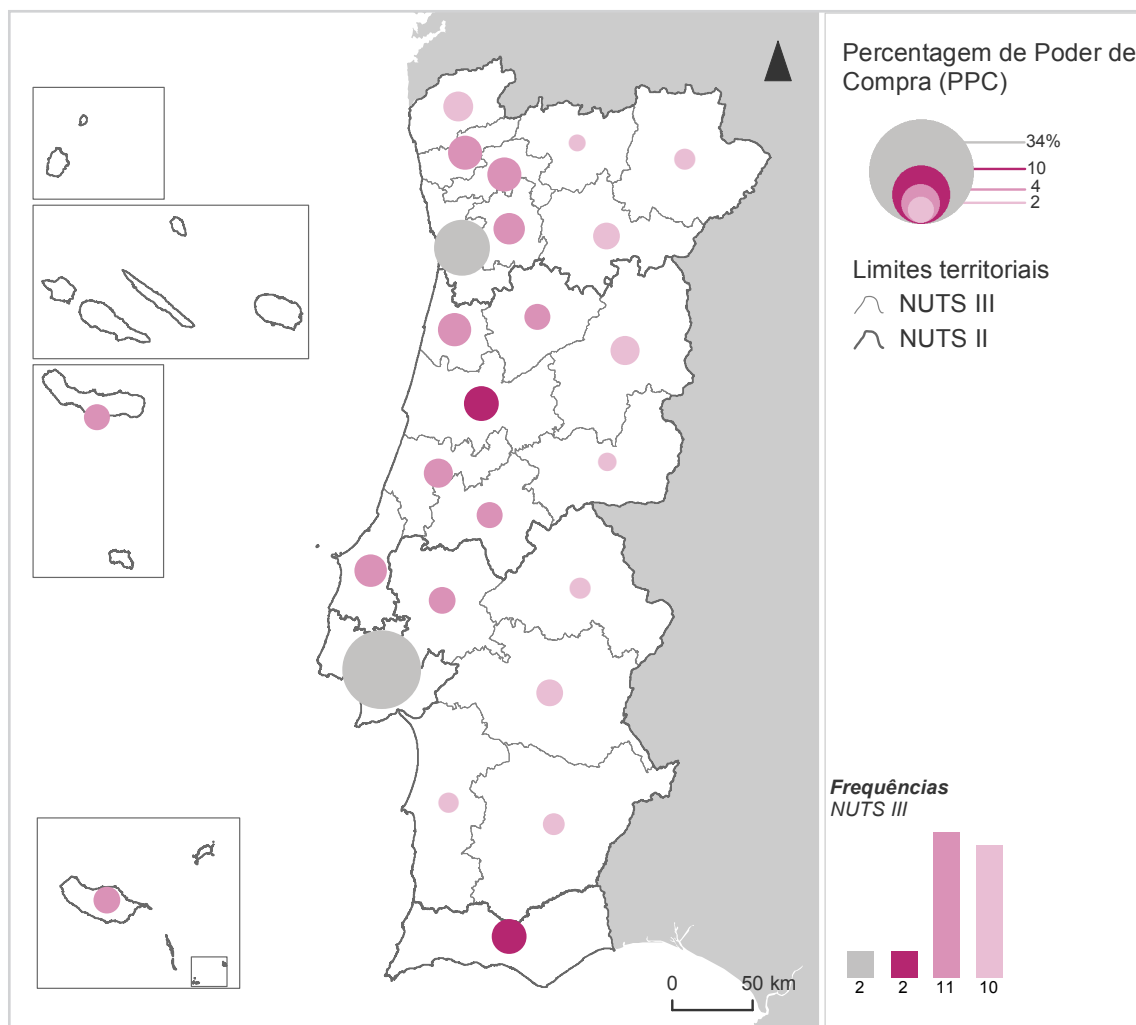 Percentagem de Poder de
Compra (PPC)
34%
10
4
2
Limites territoriais
NUTS III
NUTS II
Frequências
NUTS III
2 2 11 10
0 50 km